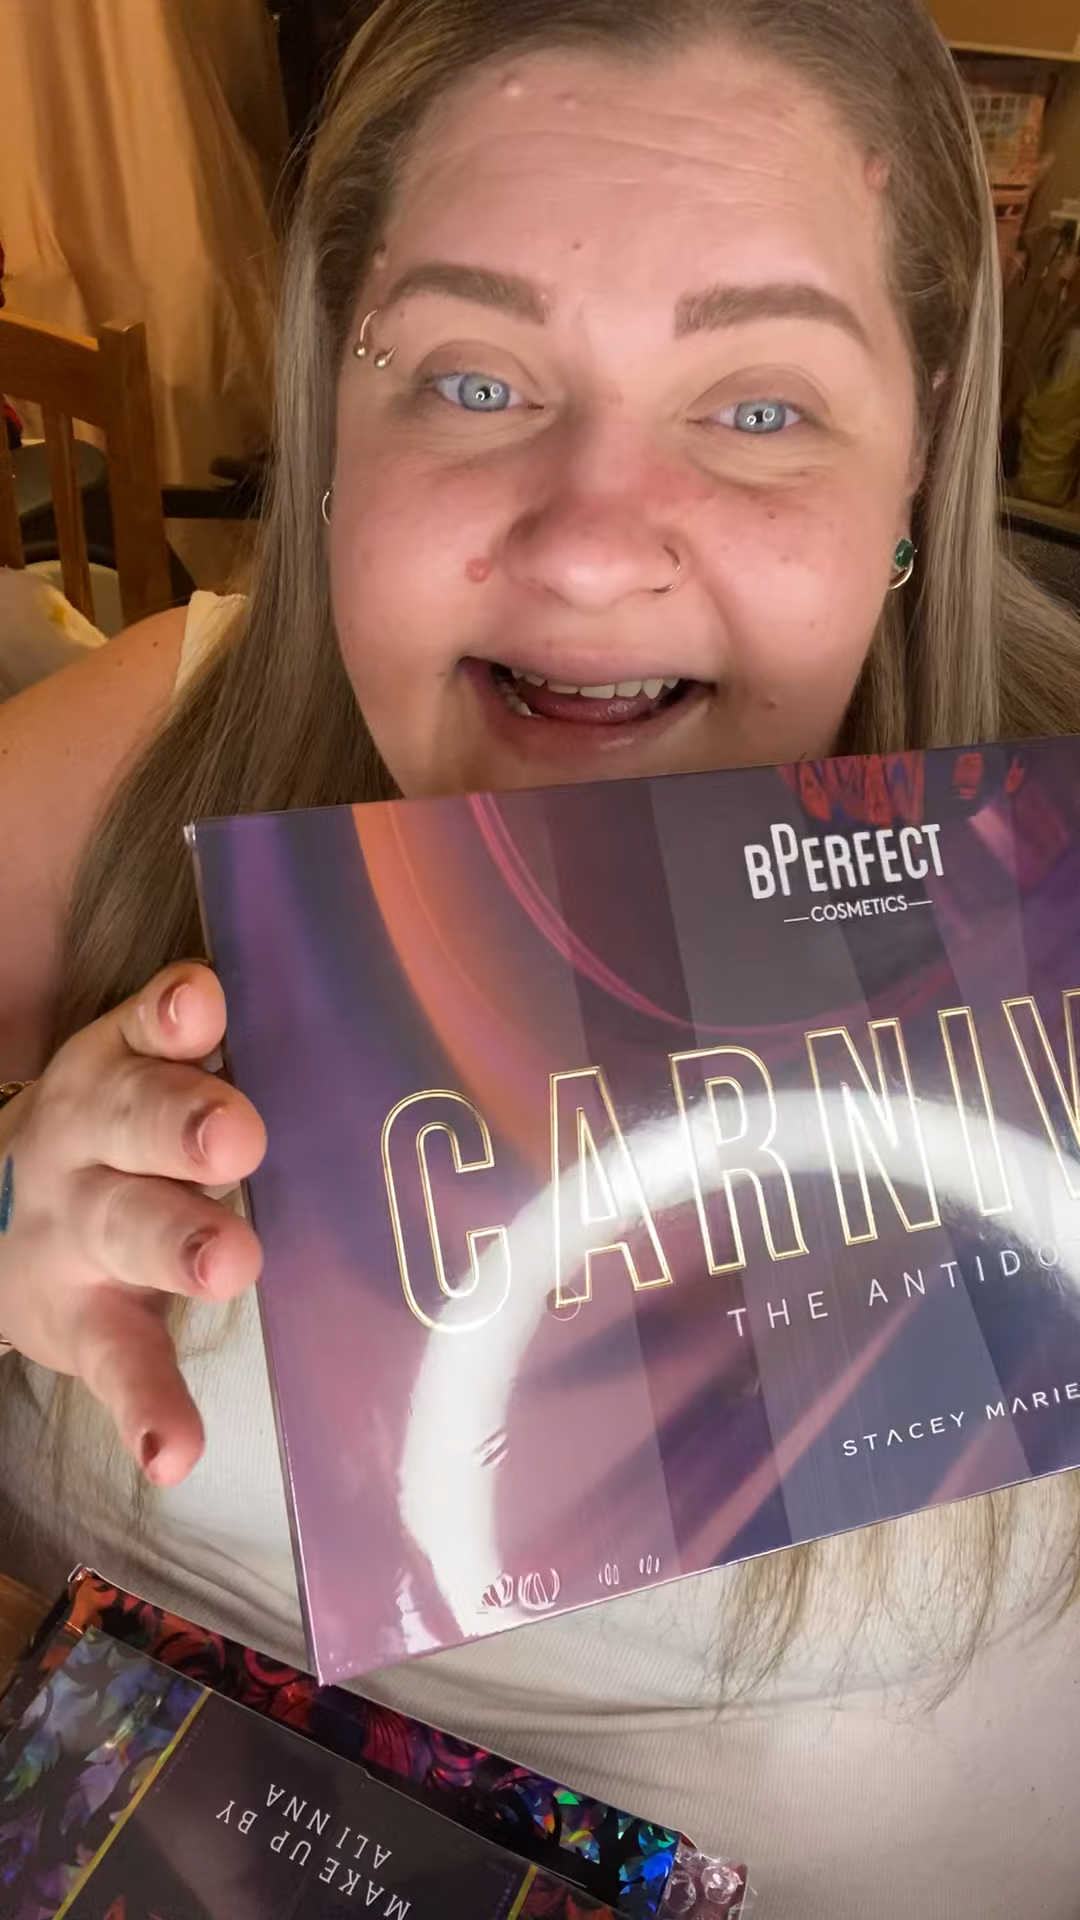 BPERFECT
—COSMETICS—
CARNIV
THE ANTIDO
STACEY MARIE
MAKE UP BY
ALINNA